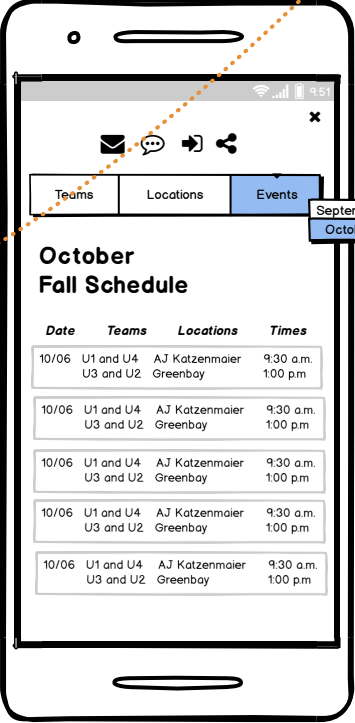 9:51
Teams Locations Events
Septem
Octo
October
Fall Schedule
Date Teams Locations Times
10/06 U1 and U4 AJ Katzenmaier 9:30 a.m.
U3 and U2 Greenbay 1:00 p.m
10/06 U1 and U4 AJ Katzenmaier 9:30 a.m.
U3 and U2 Greenbay 1:00 p.m
10/06 U1 and U4 AJ Katzenmaier 9:30 a.m.
U3 and U2 Greenbay 1:00 p.m
10/06 U1 and U4 AJ Katzenmaier 9:30 a.m.
U3 and U2 Greenbay 1:00 p.m
10/06 U1 and U4 AJ Katzenmaier 9:30 a.m.
U3 and U2 Greenbay 1:00 p.m